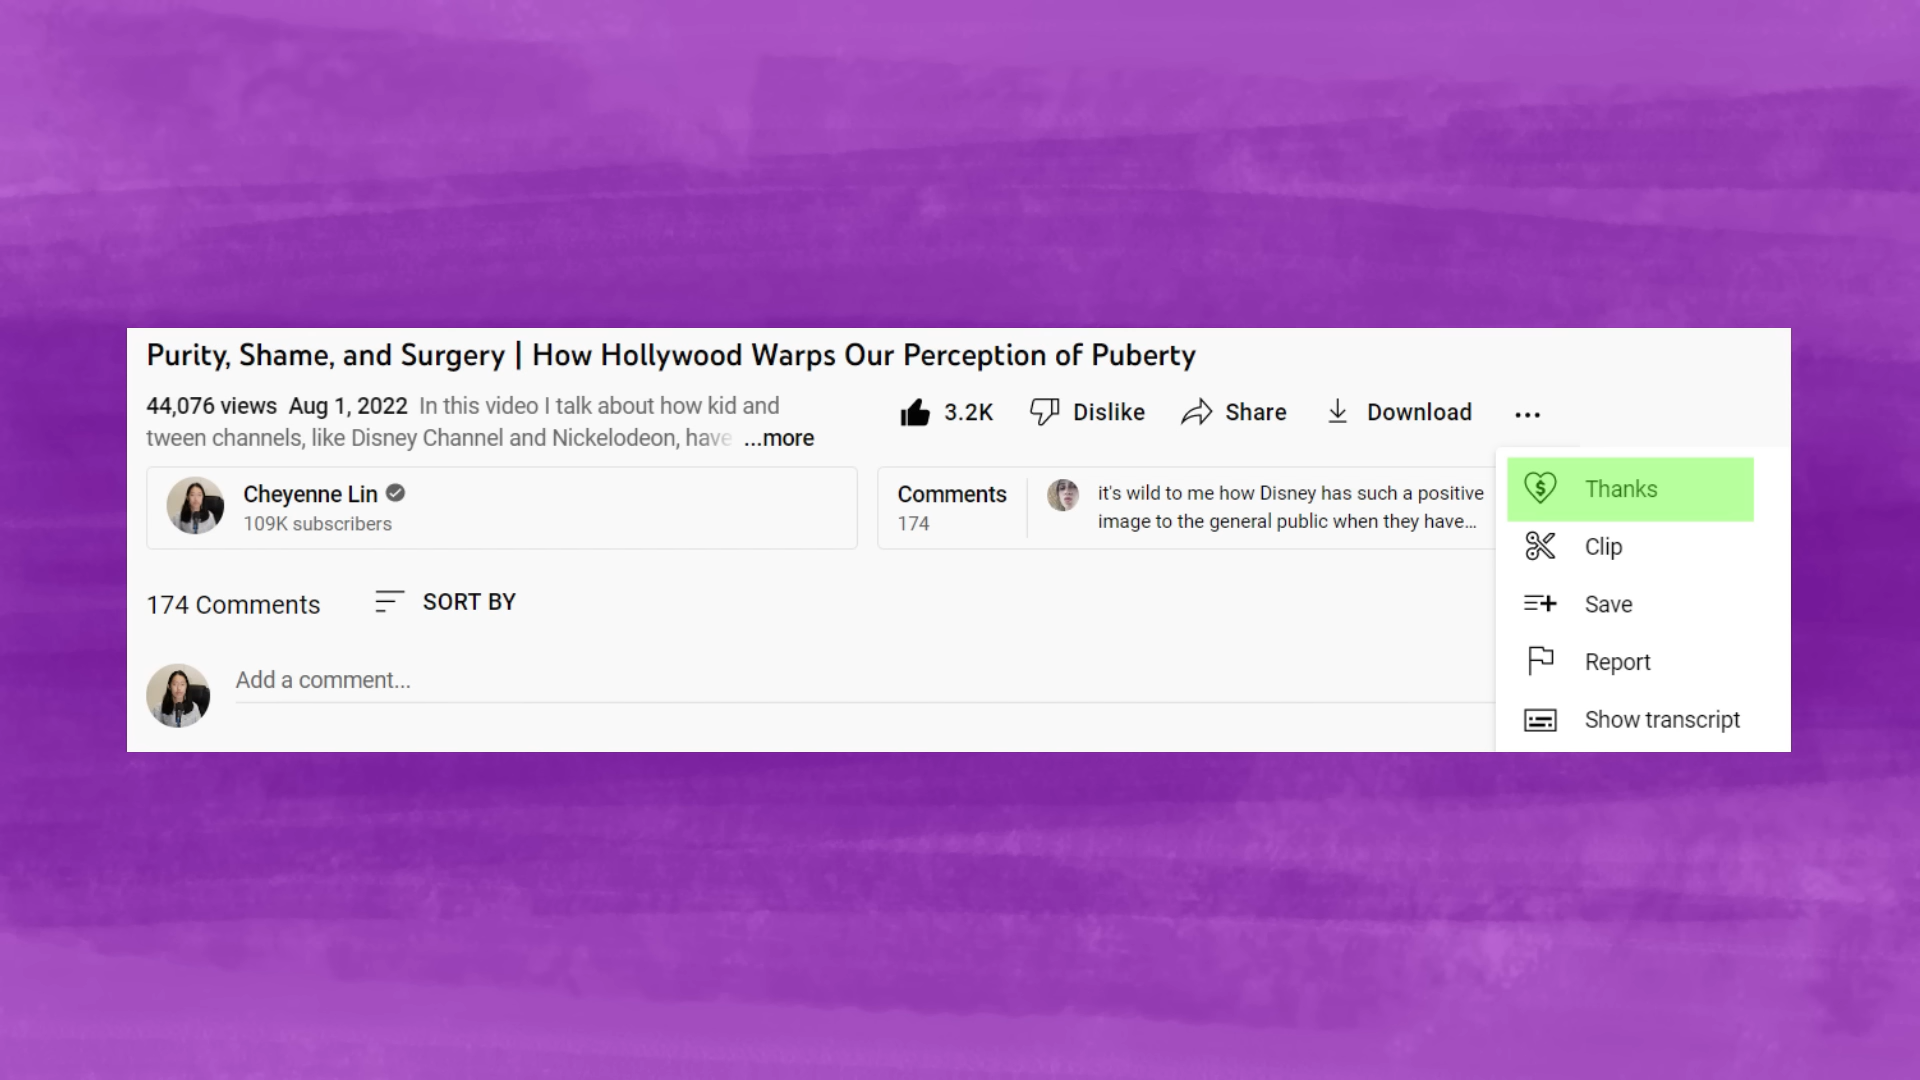 Purity, Shame, and Surgery | How Hollywood Warps Our Perception of Puberty
44,076 views Aug 1, 2022 In this video I talk about how kid and
tween channels, like Disney Channel and Nickelodeon, have ...more
3.2K Dislike Share Download ...
Cheyenne Lin
109K subscribers
Comments
174
it's wild to me how Disney has such a positive
image to the general public when they have...
Thanks
Clip
Save
Report
Show transcript
174 Comments SORT BY
Add a comment...